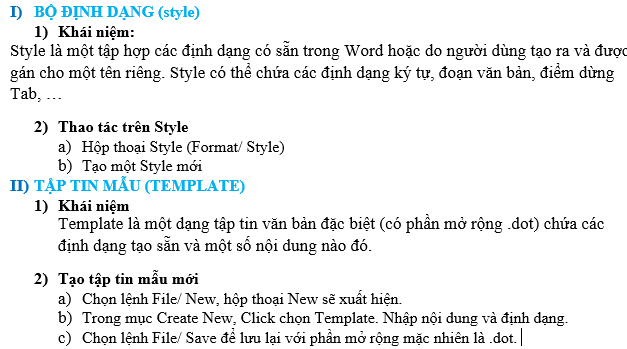 I) BỘ ĐỊNH DẠNG (style)
1) Khái niệm:
Style là một tập hợp các định dạng có sẵn trong Word hoặc do người dùng tạo ra và được
gán cho một tên riêng. Style có thể chứa các định dạng ký tự, đoạn văn bản, điểm dừng
Tab, …
2) Thao tác trên Style
a) Hộp thoại Style (Format/ Style)
b) Tạo một Style mới
II) TẬP TIN MẪU (TEMPLATE)
1) Khái niệm
Template là một dạng tập tin văn bản đặc biệt (có phần mở rộng .dot) chứa các
định dạng tạo sẵn và một số nội dung nào đó.
2) Tạo tập tin mẫu mới
a) Chọn lệnh File/ New, hộp thoại New sẽ xuất hiện.
b) Trong mục Create New, Click chọn Template. Nhập nội dung và định dạng.
c) Chọn lệnh File/ Save để lưu lại với phần mở rộng mặc nhiên là .dot.